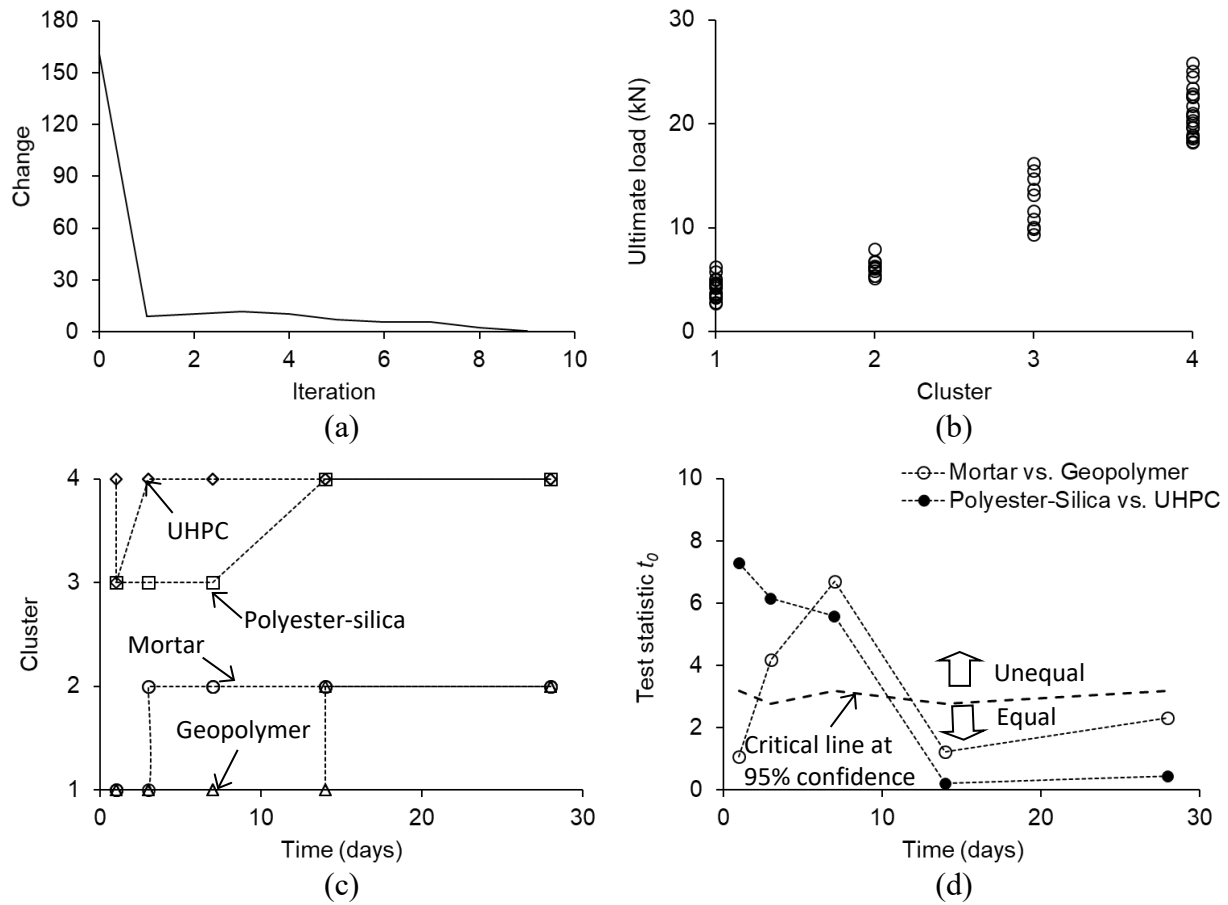 180
150
120
90
60
30
0
Change
0 2 4 6 8 10
Iteration
(a)
30
20
10
0
Ultimate load (kN)
1 2 3 4
Cluster
(b)
4
3
2
1
Cluster
UHPC
Polyester-silica
Mortar
Geopolymer
0 10 20 30
Time (days)
(c)
Mortar vs. Geopolymer
Polyester-Silica vs. UHPC
10
8
6
4
2
0
Test statistic t0
Unequal
Equal
Critical line at
95% confidence
0 10 20 30
Time (days)
(d)